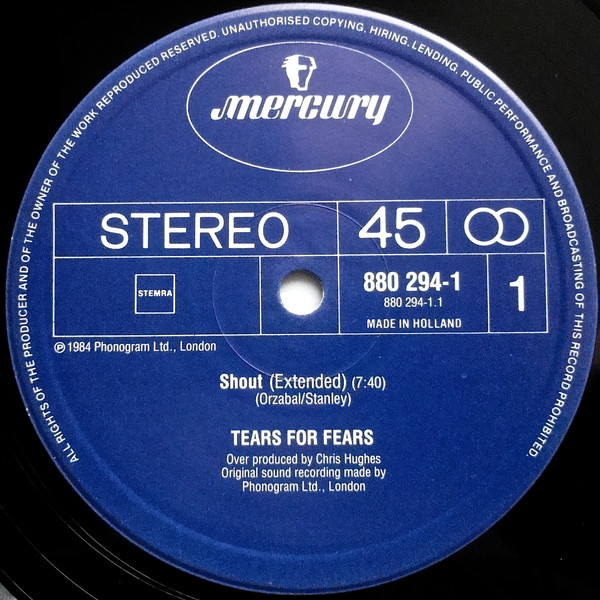 ALL RIGHTS OF THE PRODUCER AND OF THE OWNER OF THE WORK REPRODUCED RESERVED. UNAUTHORISED COPYING, HIRING, LENDING, PUBLIC PERFORMANCE AND BROADCASTING OF THIS RECORD PROHIBITED.
mercury
STEREO 45
STEMRA
880 294-1
880 294-1.1
1
MADE IN HOLLAND
℗ 1984 Phonogram Ltd., London
Shout (Extended) (7:40)
(Orzabal/Stanley)
TEARS FOR FEARS
Over produced by Chris Hughes
Original sound recording made by
Phonogram Ltd., London